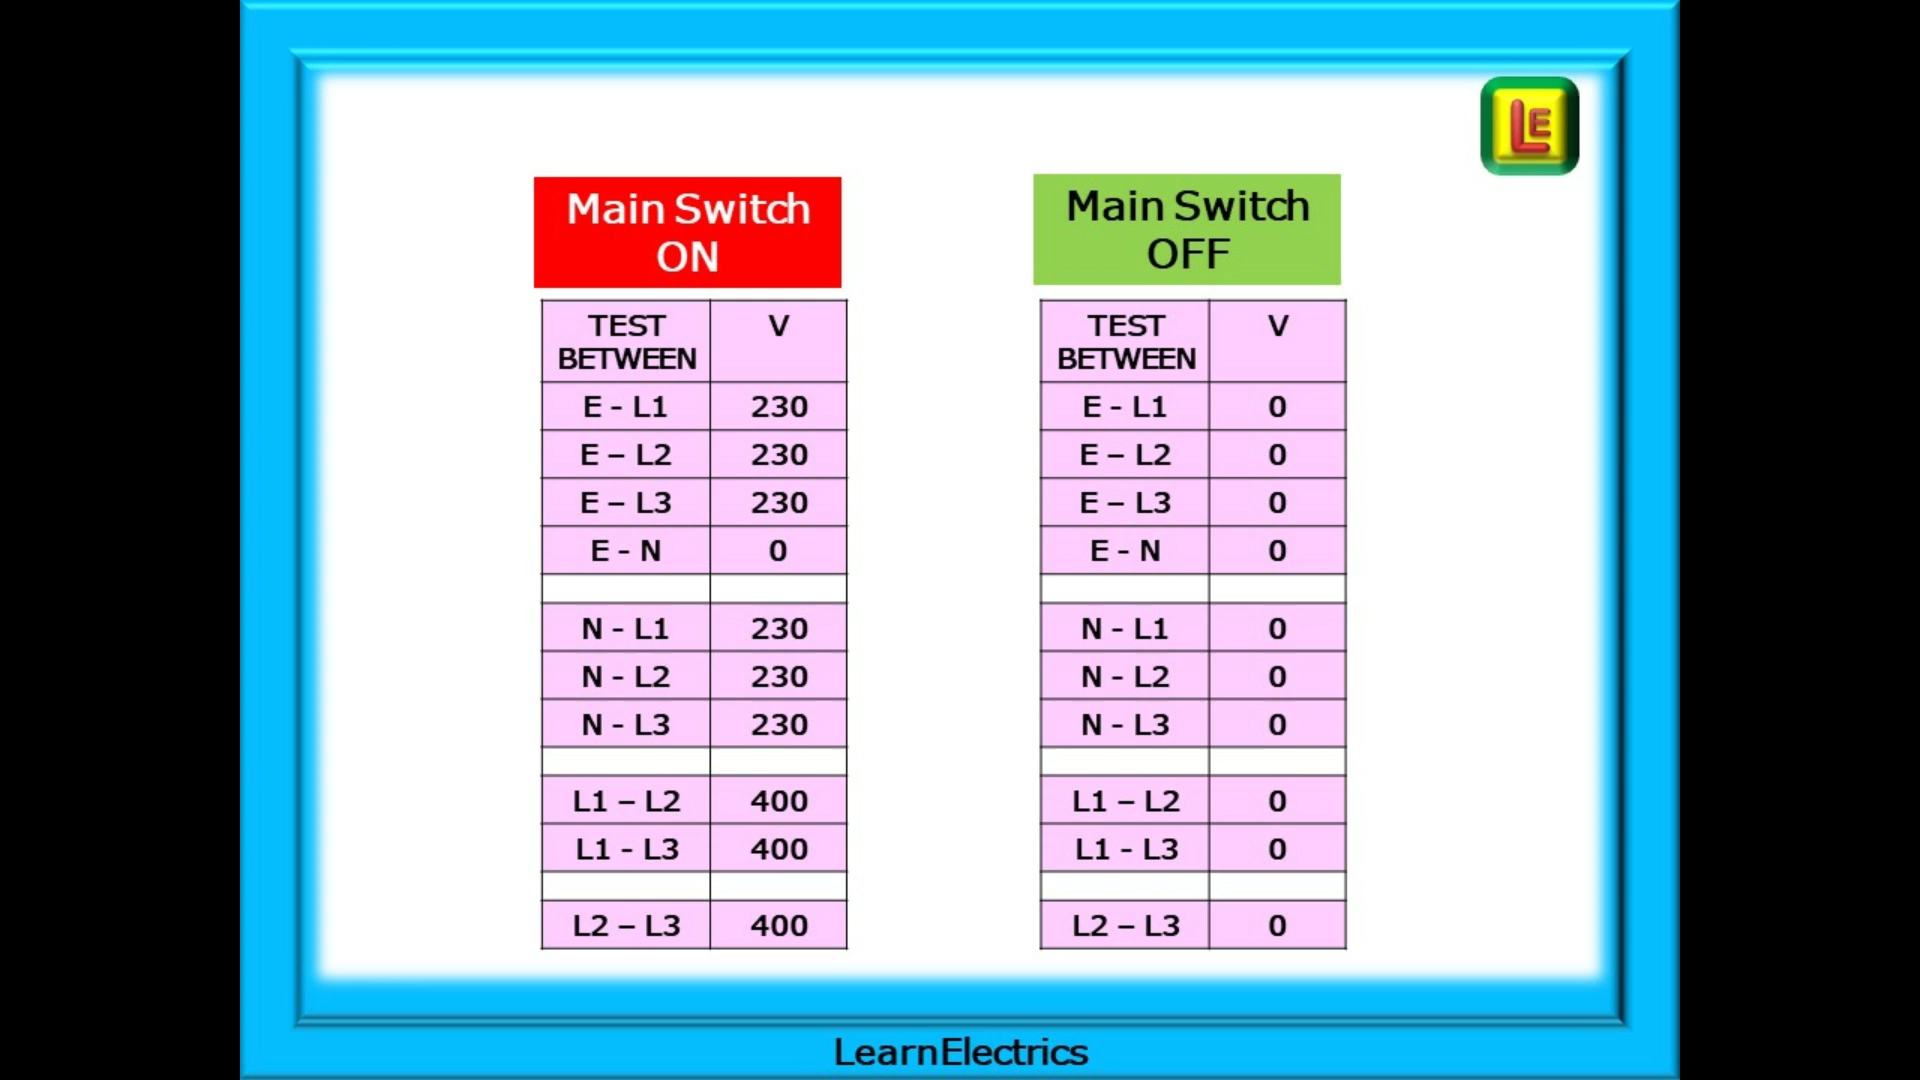 LE
Main Switch
ON
TEST BETWEEN V
E - L1 230
E – L2 230
E – L3 230
E - N 0
N - L1 230
N - L2 230
N - L3 230
L1 – L2 400
L1 - L3 400
L2 – L3 400
Main Switch
OFF
TEST BETWEEN V
E - L1 0
E – L2 0
E – L3 0
E - N 0
N - L1 0
N - L2 0
N - L3 0
L1 – L2 0
L1 - L3 0
L2 – L3 0
LearnElectrics